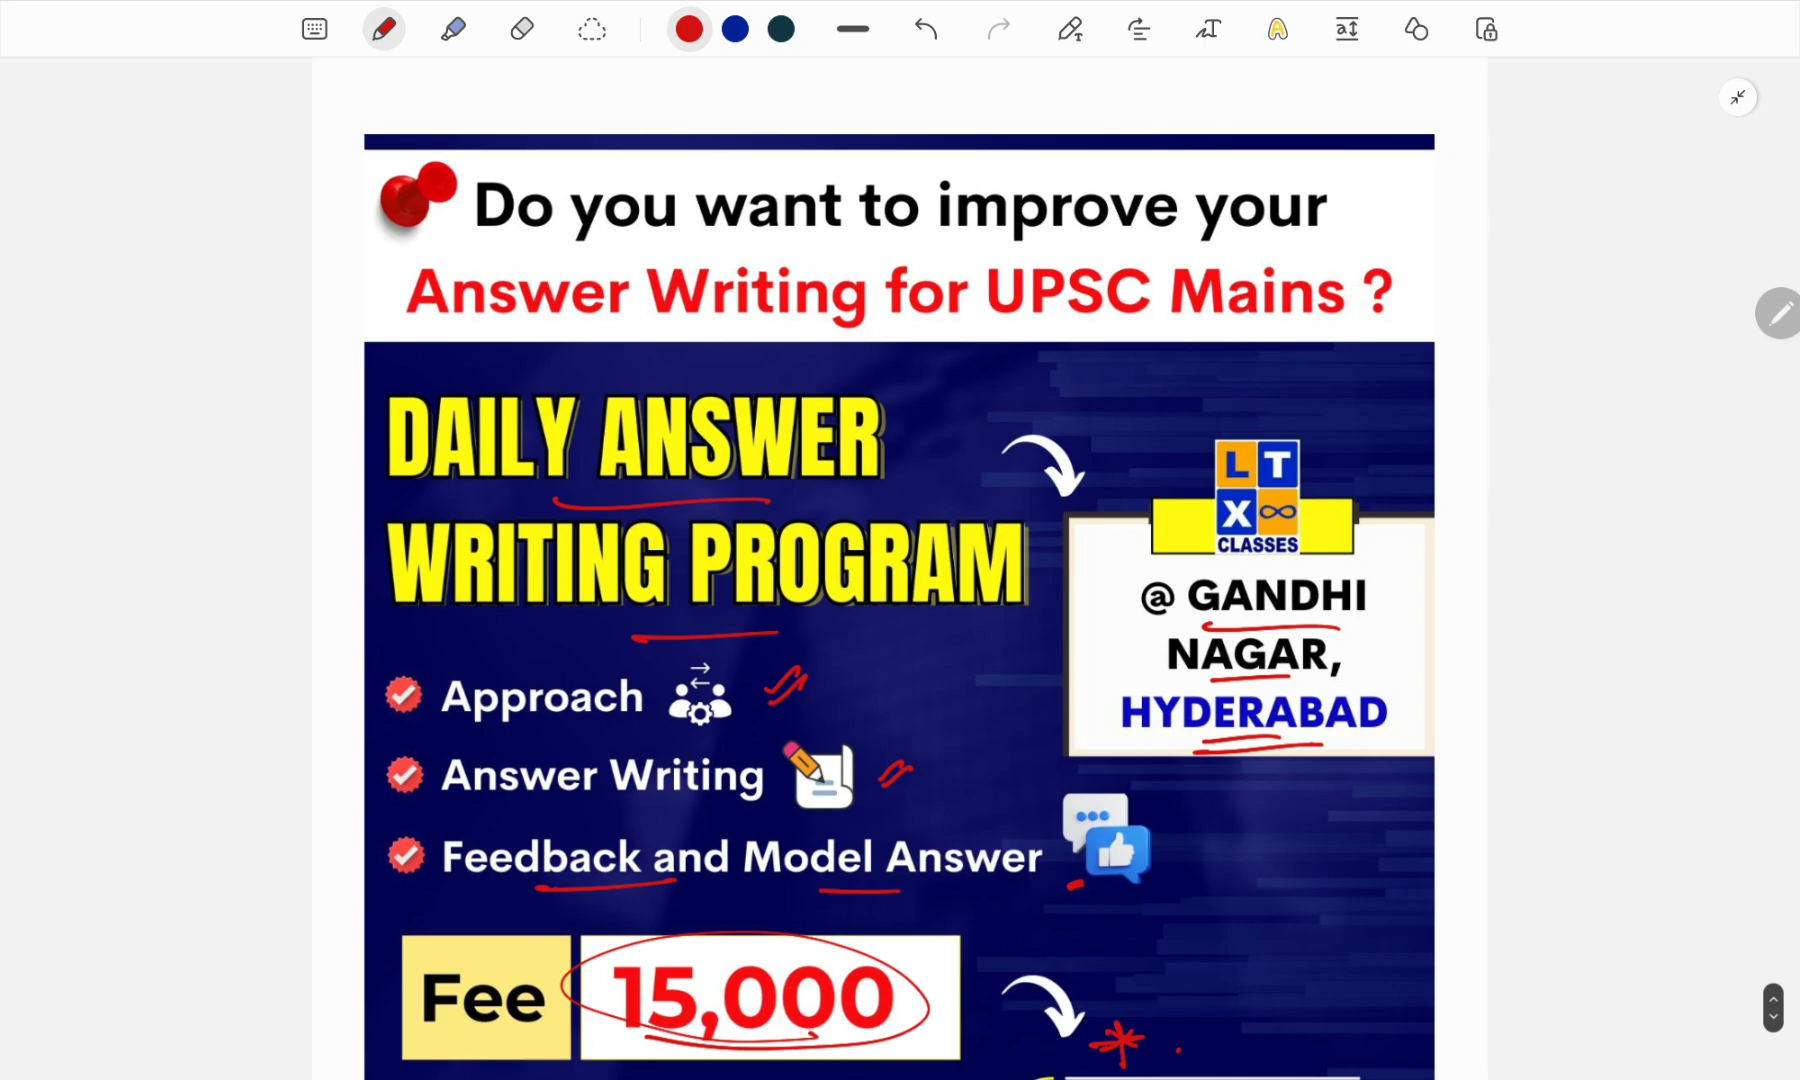 Do you want to improve your
Answer Writing for UPSC Mains ?
DAILY ANSWER
WRITING PROGRAM
L T
X ∞
CLASSES
@ GANDHI
NAGAR,
HYDERABAD
Approach
Answer Writing
Feedback and Model Answer
Fee 15,000